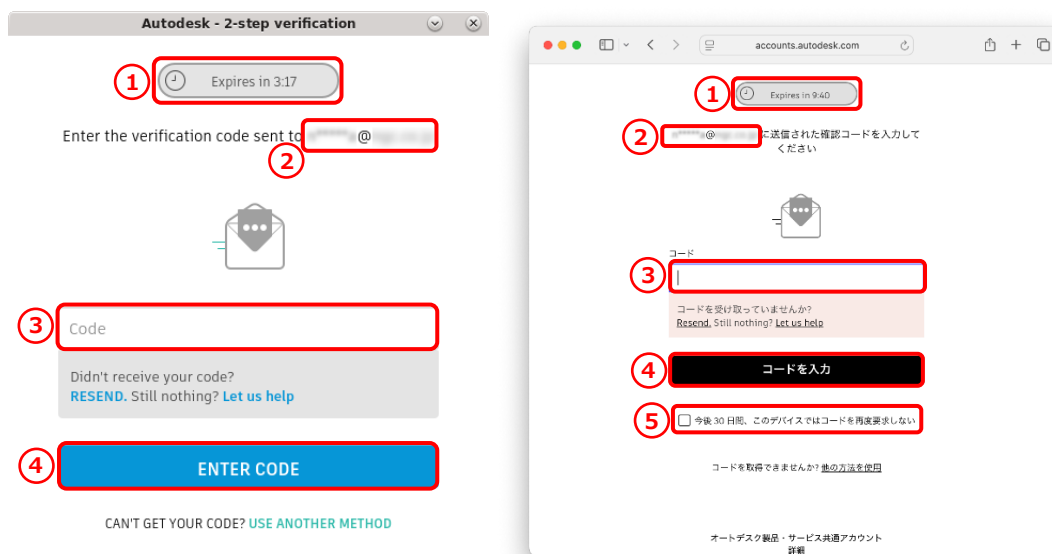 Autodesk - 2-step verification
① Expires in 3:17
Enter the verification code sent to @
②
③ Code
Didn't receive your code?
RESEND. Still nothing? Let us help
④ ENTER CODE
CAN'T GET YOUR CODE? USE ANOTHER METHOD
accounts.autodesk.com
① Expires in 9:40
② @ に送信された確認コードを入力して
ください
コード
③
コードを受け取っていませんか?
Resend. Still nothing? Let us help
④ コードを入力
⑤ 今後 30 日間、このデバイスではコードを再度要求しない
コードを取得できませんか? 他の方法を使用
オートデスク製品・サービス共通アカウント
詳細